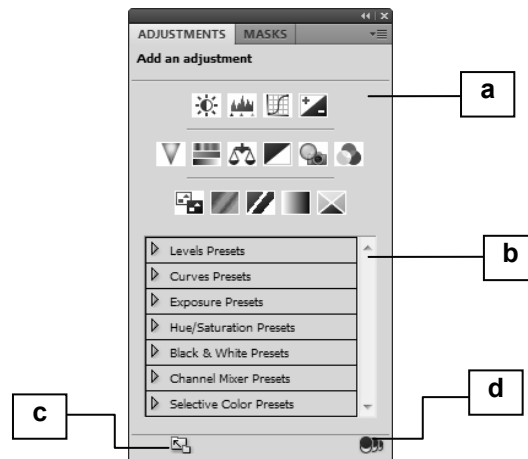 ADJUSTMENTS MASKS
Add an adjustment
a
b
Levels Presets
Curves Presets
Exposure Presets
Hue/Saturation Presets
Black & White Presets
Channel Mixer Presets
Selective Color Presets
c
d